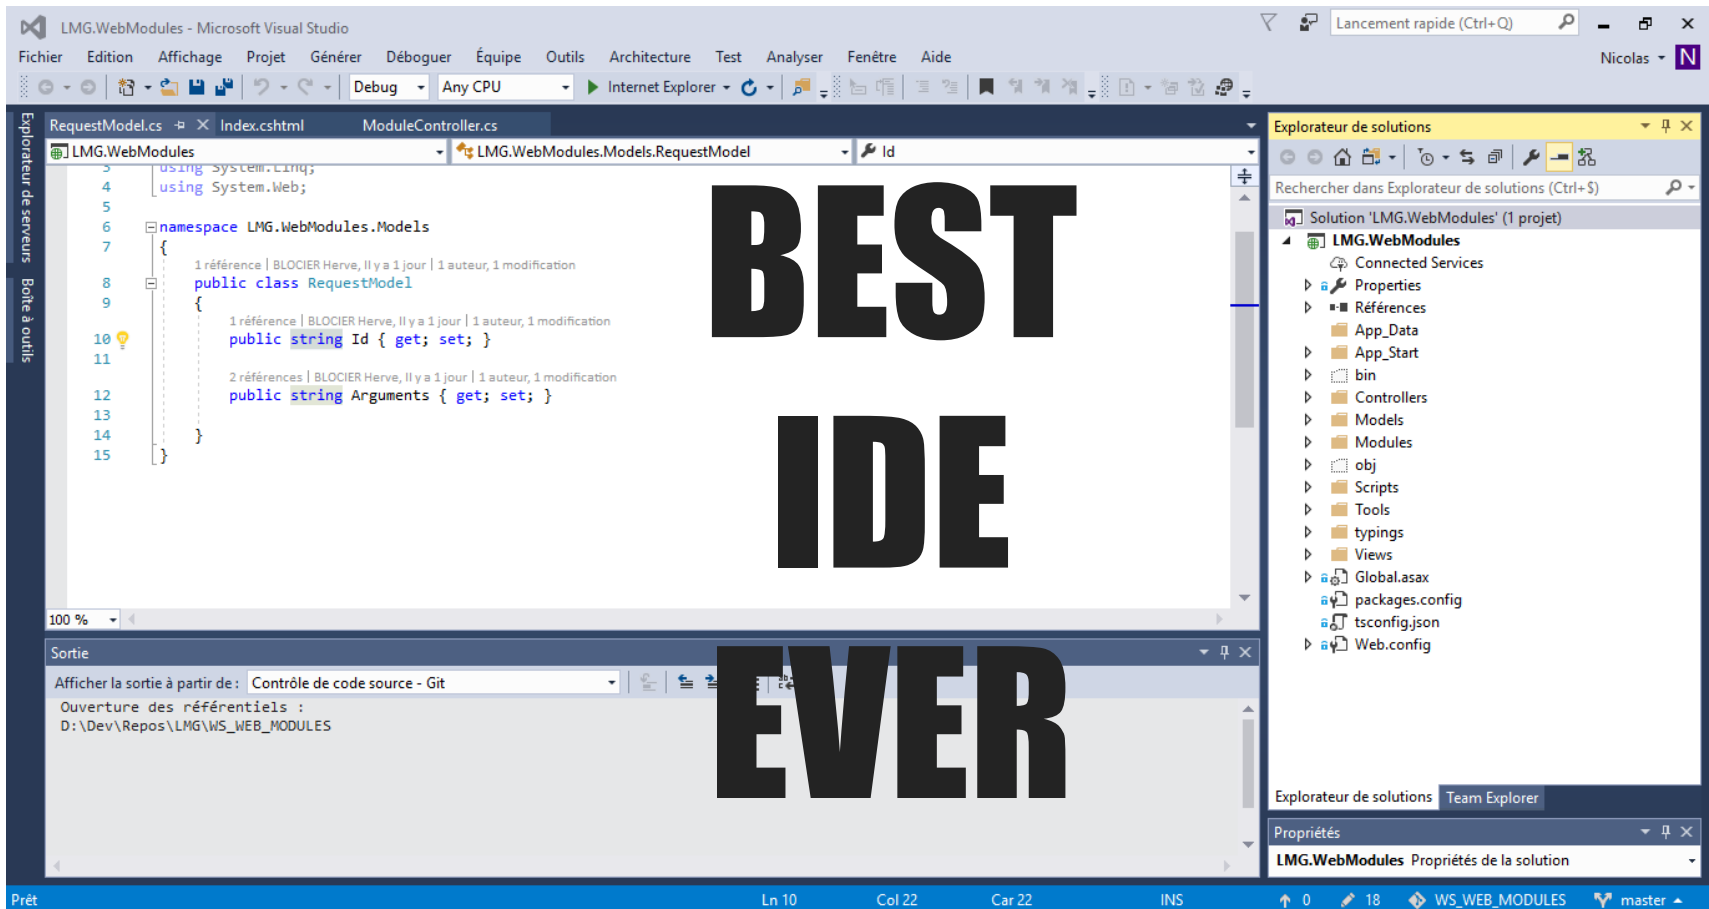 LMG.WebModules - Microsoft Visual Studio
Lancement rapide (Ctrl+Q)
Fichier Edition Affichage Projet Générer Déboguer Équipe Outils Architecture Test Analyser Fenêtre Aide
Nicolas N
Debug Any CPU Internet Explorer
Explorateur de serveurs
Boîte à outils
RequestModel.cs Index.cshtml ModuleController.cs
LMG.WebModules LMG.WebModules.Models.RequestModel Id
3 using System.Linq;
4 using System.Web;
5
6 namespace LMG.WebModules.Models
7 {
1 référence | BLOCIER Herve, Il y a 1 jour | 1 auteur, 1 modification
8 public class RequestModel
9 {
1 référence | BLOCIER Herve, Il y a 1 jour | 1 auteur, 1 modification
10 public string Id { get; set; }
11
2 références | BLOCIER Herve, Il y a 1 jour | 1 auteur, 1 modification
12 public string Arguments { get; set; }
13
14 }
15 }
100 %
BEST
IDE
EVER
Sortie
Afficher la sortie à partir de : Contrôle de code source - Git
Ouverture des référentiels :
D:\Dev\Repos\LMG\WS_WEB_MODULES
Explorateur de solutions
Rechercher dans Explorateur de solutions (Ctrl+$)
Solution 'LMG.WebModules' (1 projet)
LMG.WebModules
Connected Services
Properties
Références
App_Data
App_Start
bin
Controllers
Models
Modules
obj
Scripts
Tools
typings
Views
Global.asax
packages.config
tsconfig.json
Web.config
Explorateur de solutions Team Explorer
Propriétés
LMG.WebModules Propriétés de la solution
Prêt Ln 10 Col 22 Car 22 INS 0 18 WS_WEB_MODULES master